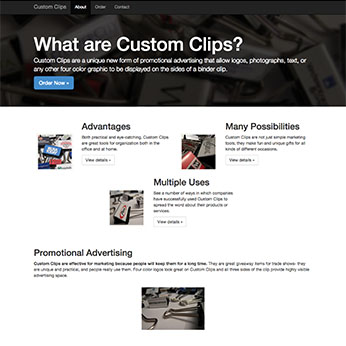 Custom Clips About Order Contact
What are Custom Clips?
Custom Clips are a unique new form of promotional advertising that allow logos, photographs, text, or
any other four color graphic to be displayed on the sides of a binder clip.
Order Now »
Advantages
Both practical and eye-catching, Custom Clips
are great tools for organization both in the
office and at home.
View details »
Many Possibilities
Custom Clips are not just simple marketing
tools, they make fun and unique gifts for all
kinds of different occasions.
View details »
Multiple Uses
See a number of ways in which companies
have successfully used Custom Clips to
spread the word about their products or
services.
View details »
Promotional Advertising
Custom Clips are effective for marketing because people will keep them for a long time. They are great giveaway items for trade shows: they
are unique and practical, and people really use them. Four color logos look great on Custom Clips and all three sides of the clip provide highly visible
advertising space.